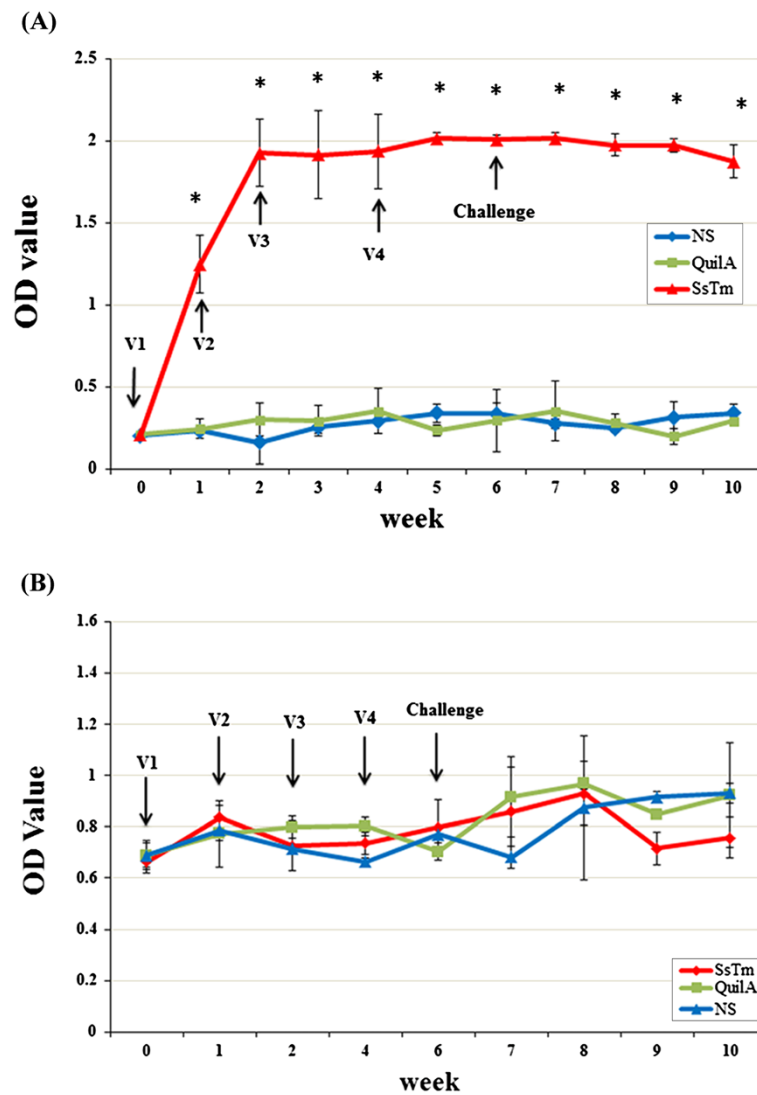 (A)
2.5
* * * * * * * * * *
2
1.5
1
0.5
0
OD value
V1
V2
V3
V4
Challenge
NS
QuilA
SsTm
0 1 2 3 4 5 6 7 8 9 10
week
(B)
1.6
1.4
1.2
1
0.8
0.6
0.4
0.2
0
OD Value
V1
V2
V3
V4
Challenge
SsTm
QuilA
NS
0 1 2 4 6 7 8 9 10
week